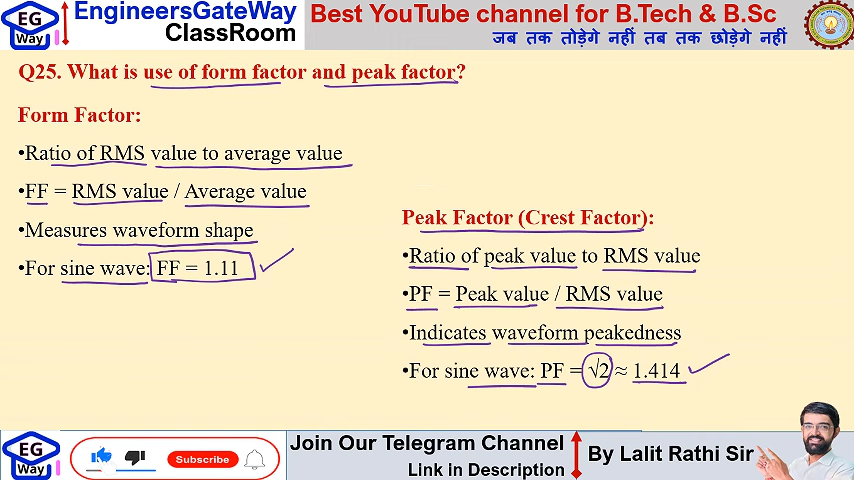 EG
Way
EngineersGateWay
ClassRoom
Best YouTube channel for B.Tech & B.Sc
जब तक तोड़ेगे नहीं तब तक छोड़ेगे नहीं
Q25. What is use of form factor and peak factor?
Form Factor:
•Ratio of RMS value to average value
•FF = RMS value / Average value
•Measures waveform shape
•For sine wave: FF = 1.11
Peak Factor (Crest Factor):
•Ratio of peak value to RMS value
•PF = Peak value / RMS value
•Indicates waveform peakedness
•For sine wave: PF = √2 ≈ 1.414
EG
Way
Subscribe
Join Our Telegram Channel
Link in Description
By Lalit Rathi Sir